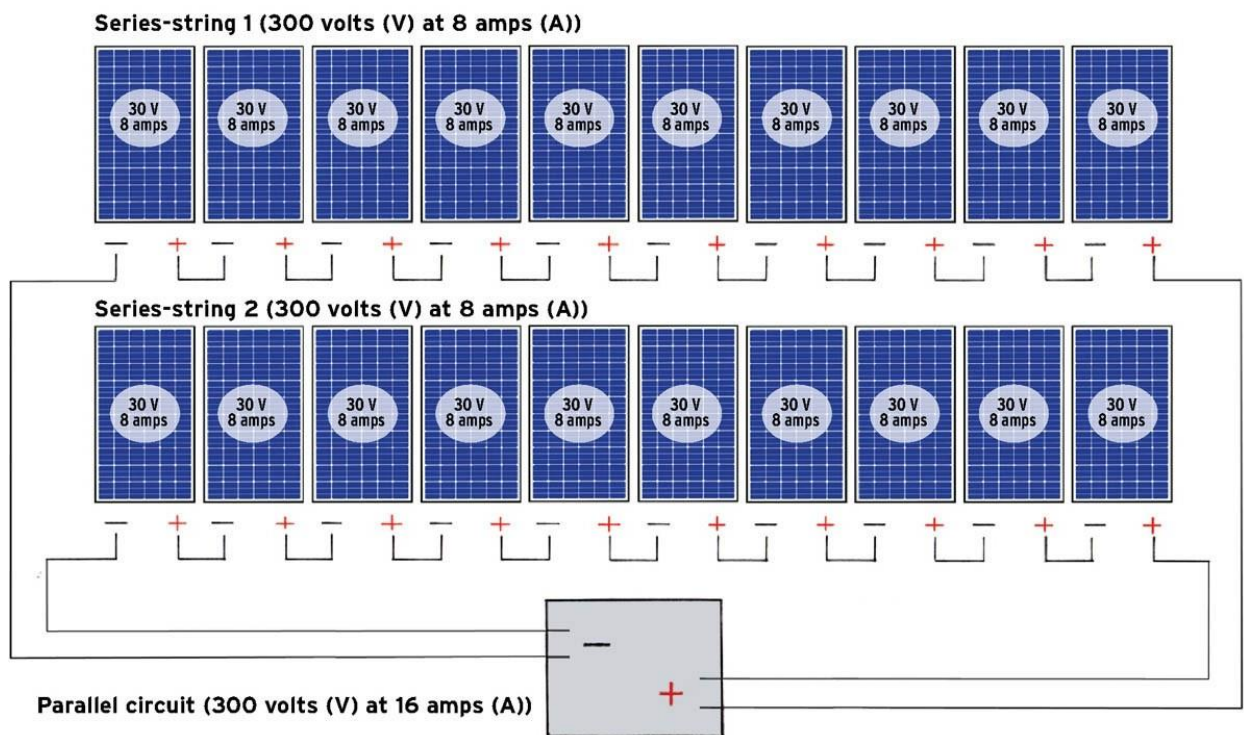 Series-string 1 (300 volts (V) at 8 amps (A))
30 V 30 V 30 V 30 V 30 V 30 V 30 V 30 V 30 V 30 V
8 amps 8 amps 8 amps 8 amps 8 amps 8 amps 8 amps 8 amps 8 amps 8 amps
− + − + − + − + − + − + − + − + − + − +
Series-string 2 (300 volts (V) at 8 amps (A))
30 V 30 V 30 V 30 V 30 V 30 V 30 V 30 V 30 V 30 V
8 amps 8 amps 8 amps 8 amps 8 amps 8 amps 8 amps 8 amps 8 amps 8 amps
− + − + − + − + − + − + − + − + − + − +
−
+
Parallel circuit (300 volts (V) at 16 amps (A))